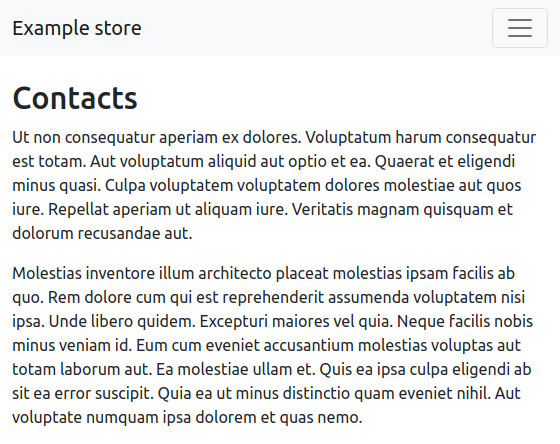 Example store
Contacts
Ut non consequatur aperiam ex dolores. Voluptatum harum consequatur
est totam. Aut voluptatum aliquid aut optio et ea. Quaerat et eligendi
minus quasi. Culpa voluptatem voluptatem dolores molestiae aut quos
iure. Repellat aperiam ut aliquam iure. Veritatis magnam quisquam et
dolorum recusandae aut.
Molestias inventore illum architecto placeat molestias ipsam facilis ab
quo. Rem dolore cum qui est reprehenderit assumenda voluptatem nisi
ipsa. Unde libero quidem. Excepturi maiores vel quia. Neque facilis nobis
minus veniam id. Eum cum eveniet accusantium molestias voluptas aut
totam laborum aut. Ea molestiae ullam et. Quis ea ipsa culpa eligendi ab
sit ea error suscipit. Quia ea ut minus distinctio quam eveniet nihil. Aut
voluptate numquam ipsa dolorem et quas nemo.